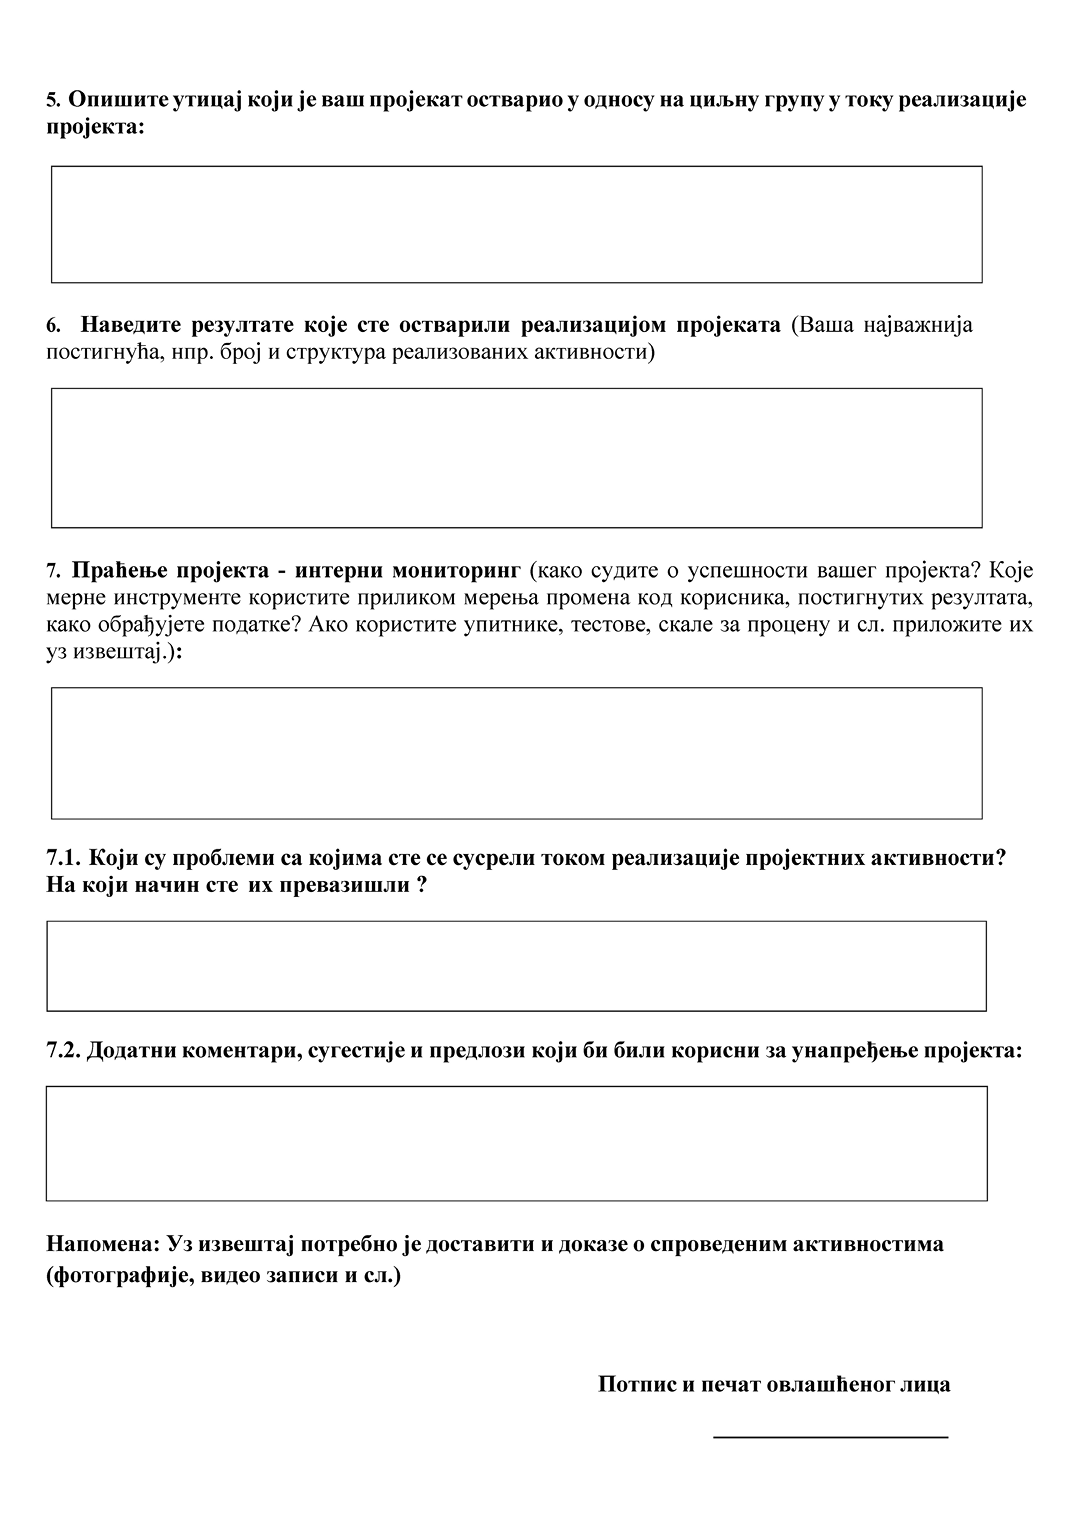 5. Опишите утицај који је ваш пројекат остварио у односу на циљну групу у току реализације
пројекта:
6. Наведите резултате које сте остварили реализацијом пројеката (Ваша најважнија
постигнућа, нпр. број и структура реализованих активности)
7. Праћење пројекта - интерни мониторинг (како судите о успешности вашег пројекта? Које
мерне инструменте користите приликом мерења промена код корисника, постигнутих резултата,
како обрађујете податке? Ако користите упитнике, тестове, скале за процену и сл. приложите их
уз извештај.):
7.1. Који су проблеми са којима сте се сусрели током реализације пројектних активности?
На који начин сте их превазишли ?
7.2. Додатни коментари, сугестије и предлози који би били корисни за унапређење пројекта:
Напомена: Уз извештај потребно је доставити и доказе о спроведеним активностима
(фотографије, видео записи и сл.)
Потпис и печат овлашћеног лица